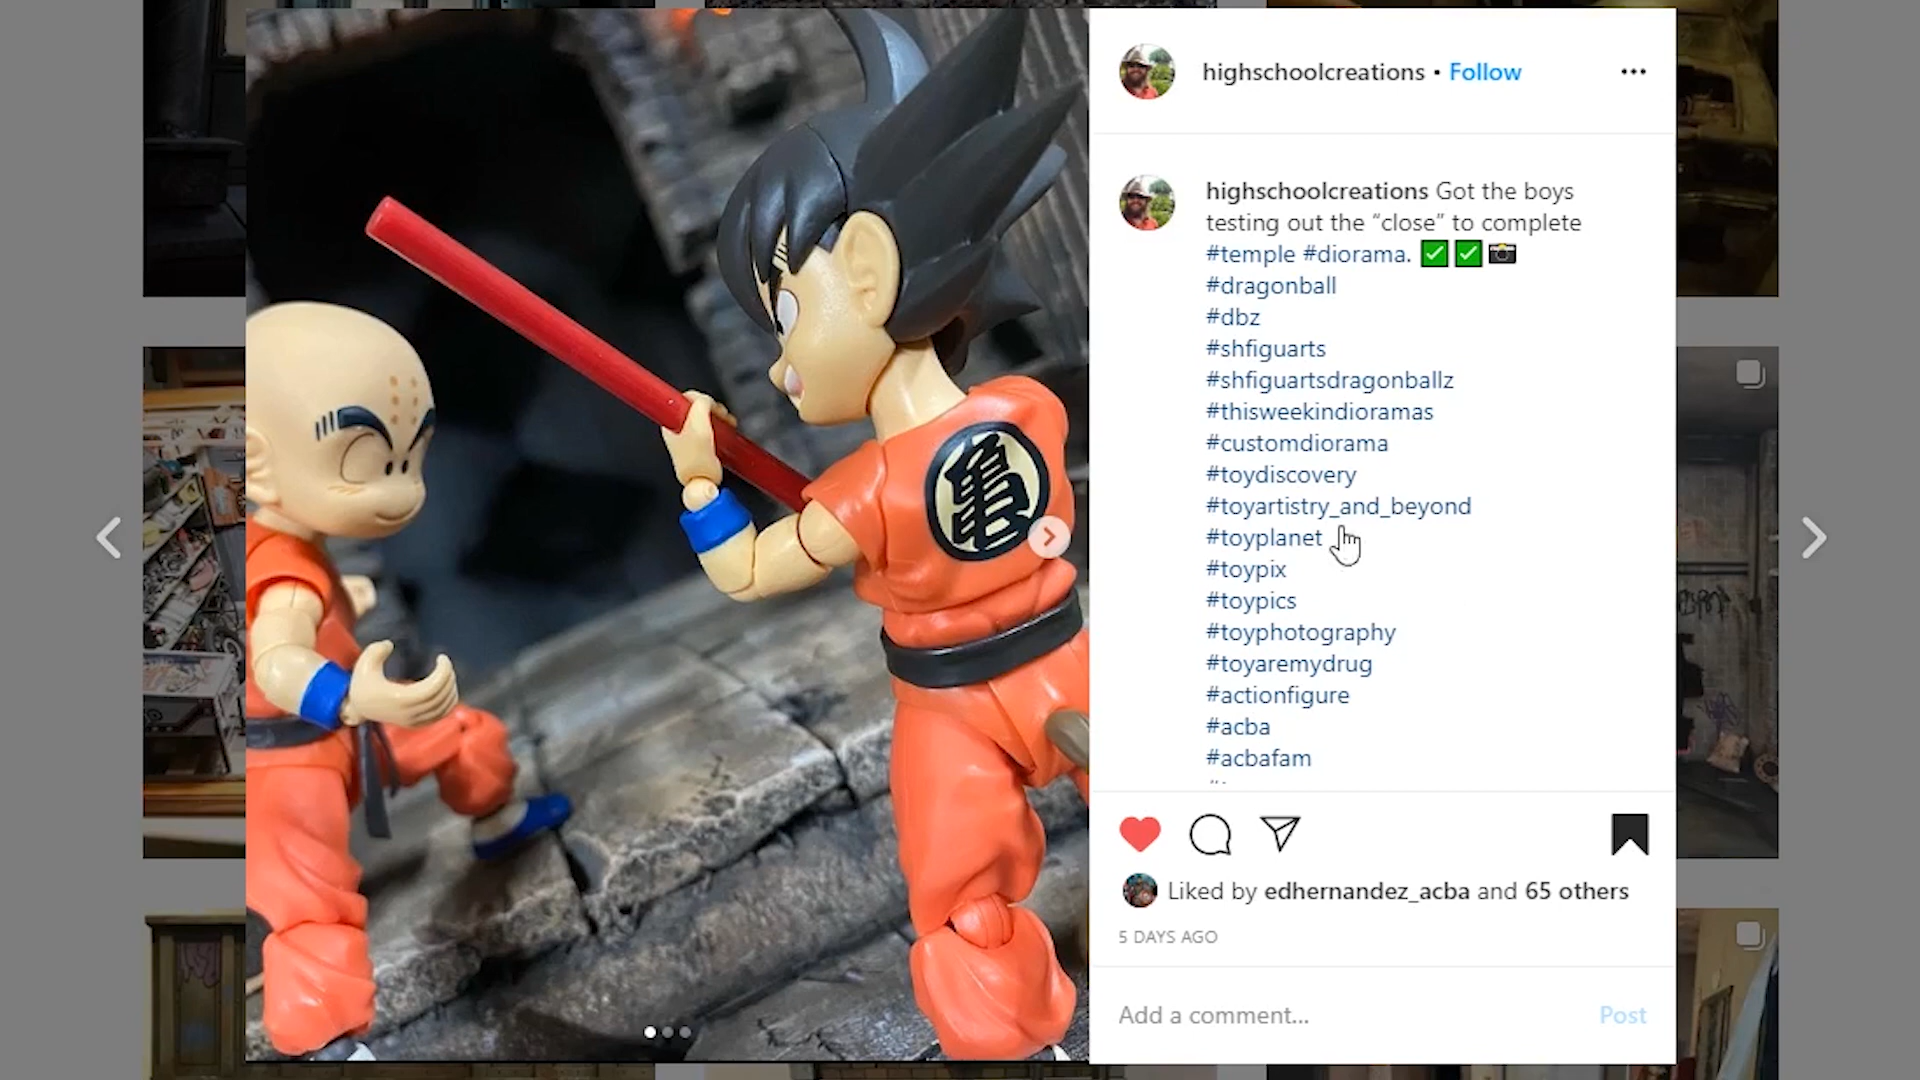 亀
highschoolcreations • Follow
highschoolcreations Got the boys
testing out the “close” to complete
#temple #diorama.
#dragonball
#dbz
#shfiguarts
#shfiguartsdragonballz
#thisweekindioramas
#customdiorama
#toydiscovery
#toyartistry_and_beyond
#toyplanet
#toypix
#toypics
#toyphotography
#toyaremydrug
#actionfigure
#acba
#acbafam
Liked by edhernandez_acba and 65 others
5 DAYS AGO
Add a comment...
Post